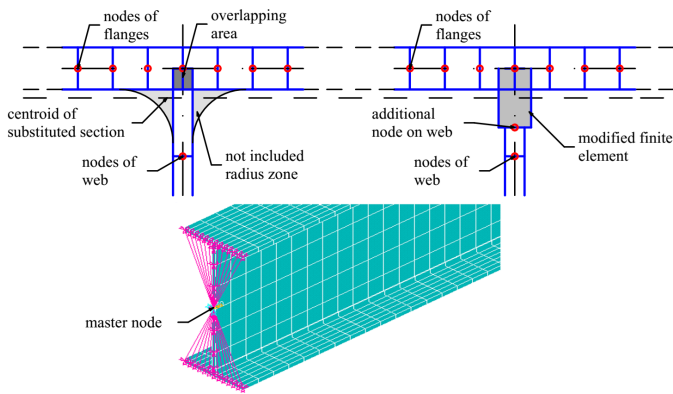 nodes of
flanges
overlapping
area
centroid of
substituted section
not included
radius zone
nodes of
web
nodes of
flanges
additional
node on web
modified finite
element
nodes of
web
master node